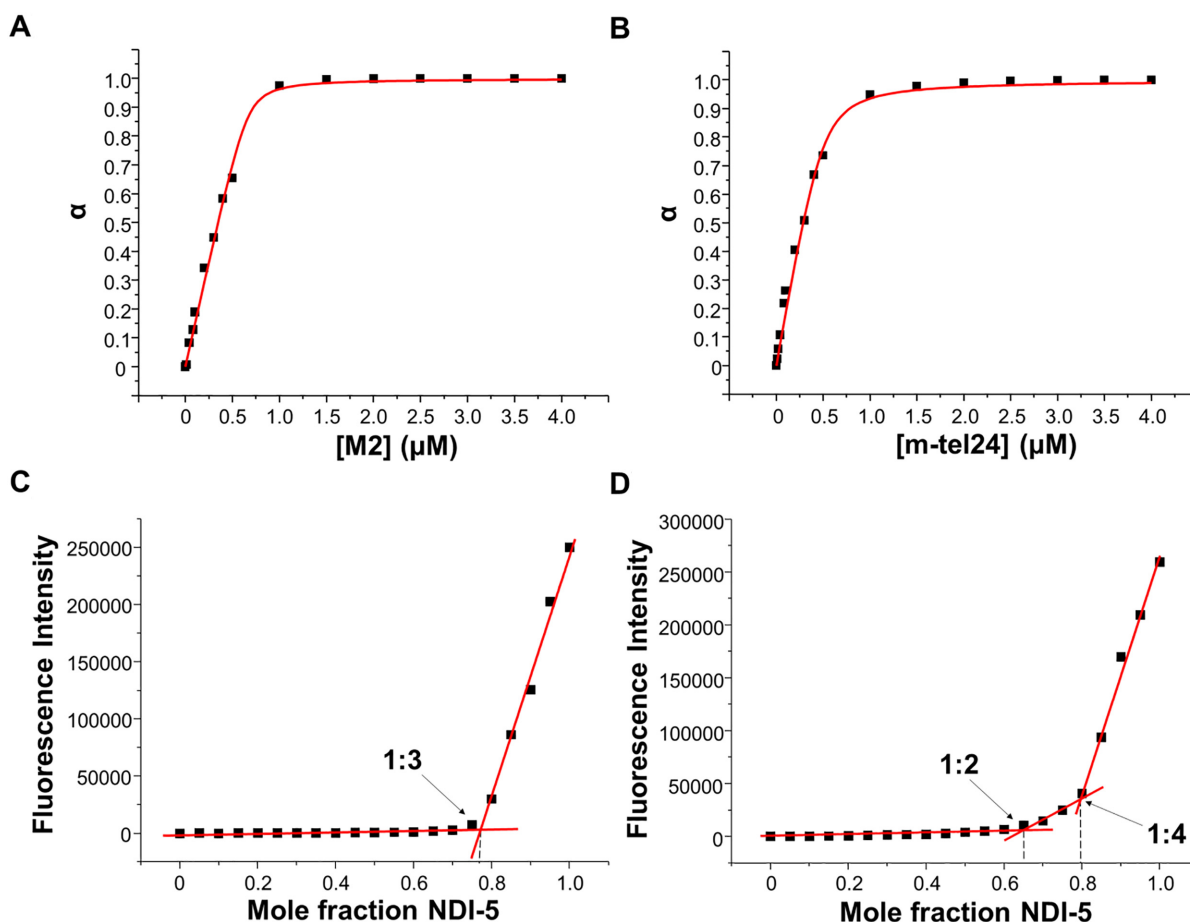 A
B
1.0
0.9
0.8
0.7
0.6
0.5
0.4
0.3
0.2
0.1
0
α
0 0.5 1.0 1.5 2.0 2.5 3.0 3.5 4.0
[M2] (µM)
1.0
0.9
0.8
0.7
0.6
0.5
0.4
0.3
0.2
0.1
0
α
0 0.5 1.0 1.5 2.0 2.5 3.0 3.5 4.0
[m-tel24] (µM)
C
D
250000
200000
150000
100000
50000
0
Fluorescence Intensity
1:3
0 0.2 0.4 0.6 0.8 1.0
Mole fraction NDI-5
300000
250000
200000
150000
100000
50000
0
Fluorescence Intensity
1:2
1:4
0 0.2 0.4 0.6 0.8 1.0
Mole fraction NDI-5